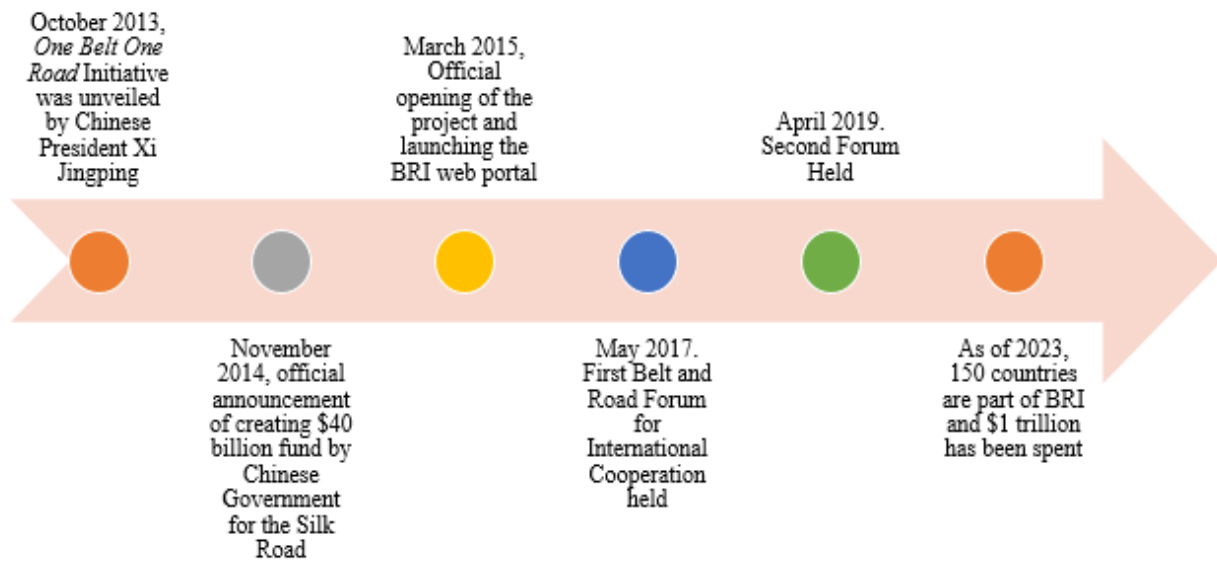 October 2013,
One Belt One
Road Initiative
was unveiled
by Chinese
President Xi
Jingping
November
2014, official
announcement
of creating $40
billion fund by
Chinese
Government
for the Silk
Road
March 2015,
Official
opening of the
project and
launching the
BRI web portal
May 2017.
First Belt and
Road Forum
for
International
Cooperation
held
April 2019.
Second Forum
Held
As of 2023,
150 countries
are part of BRI
and $1 trillion
has been spent